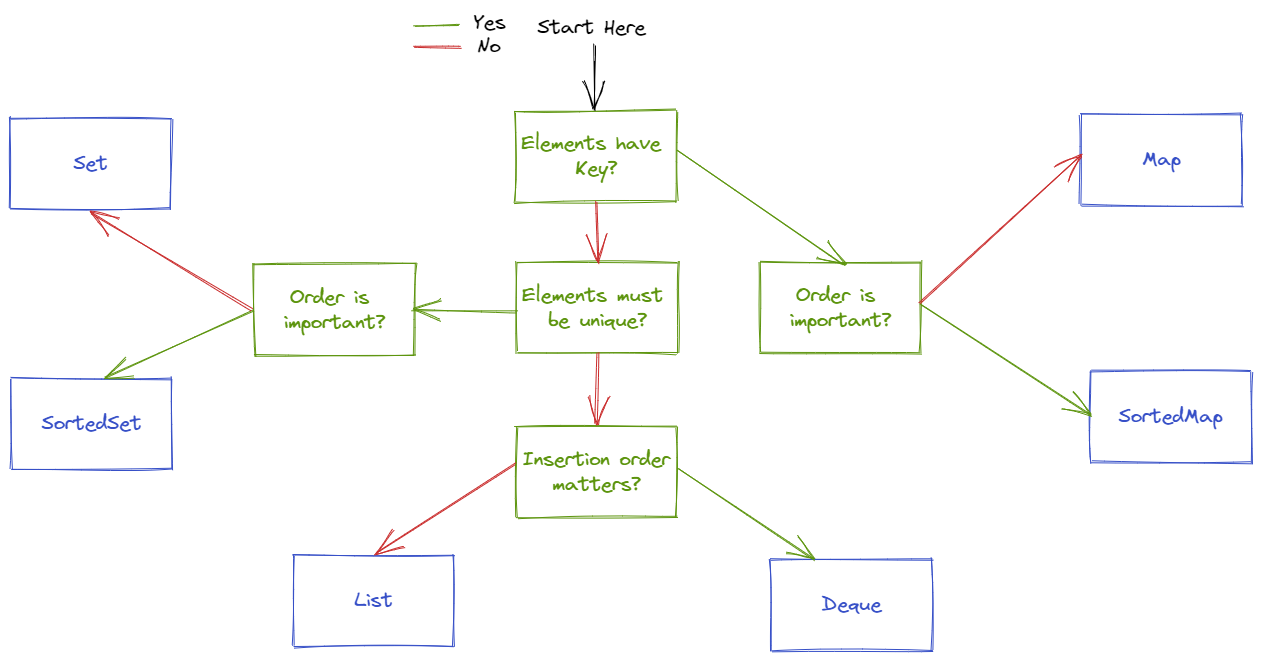 Yes
No
Start Here
Elements have
Key?
Set
Map
Order is
important?
Elements must
be unique?
Order is
important?
SortedSet
SortedMap
Insertion order
matters?
List
Deque